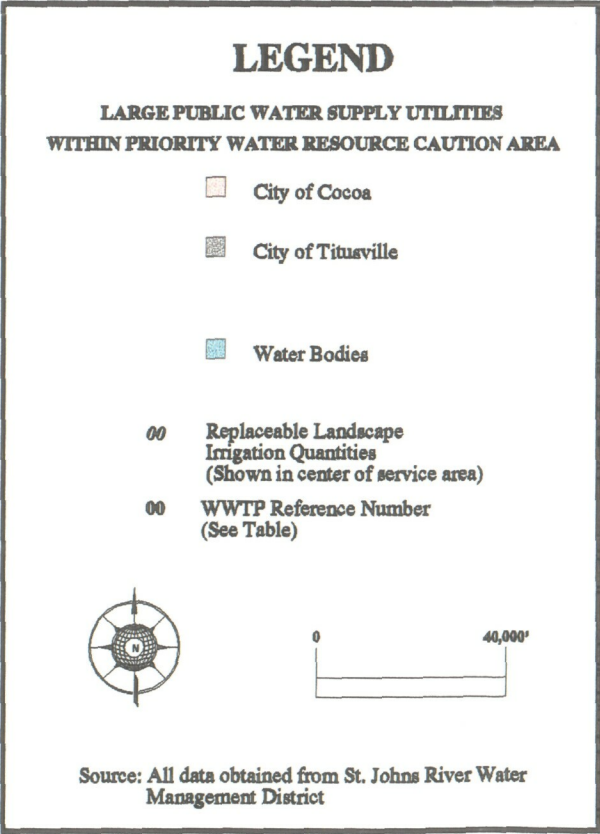 LEGEND
LARGE PUBLIC WATER SUPPLY UTILITIES
WITHIN PRIORITY WATER RESOURCE CAUTION AREA
City of Cocoa
City of Titusville
Water Bodies
00 Replaceable Landscape
Irrigation Quantities
(Shown in center of service area)
00 WWTP Reference Number
(See Table)
N
0 40,000'
Source: All data obtained from St. Johns River Water
Management District